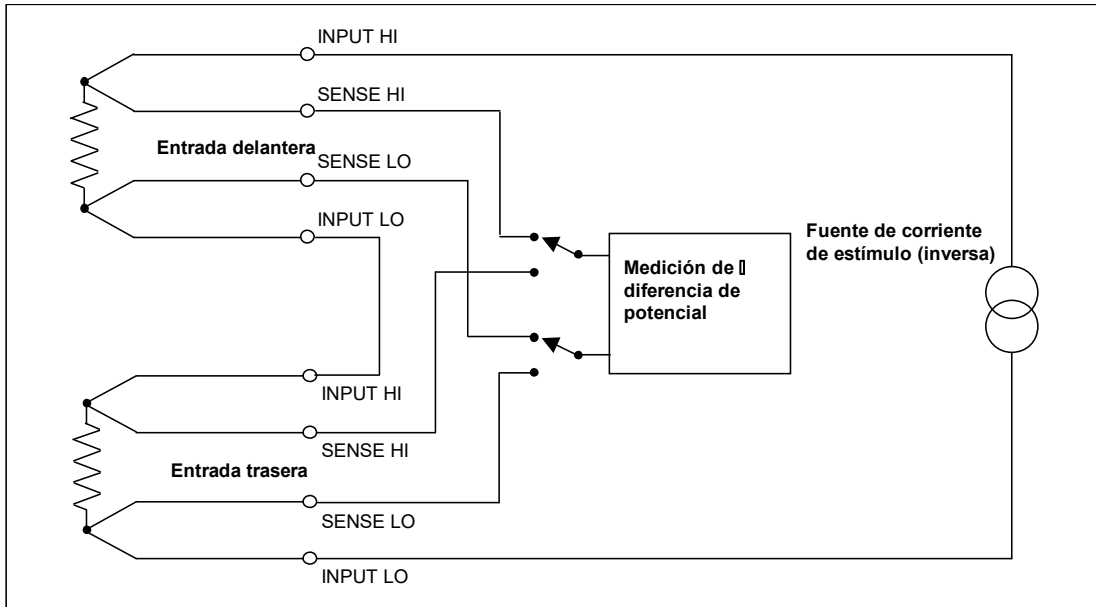 INPUT HI
SENSE HI
Entrada delantera
SENSE LO
INPUT LO
Fuente de corriente
de estímulo (inversa)
Medición de ▯
diferencia de
potencial
INPUT HI
SENSE HI
Entrada trasera
SENSE LO
INPUT LO